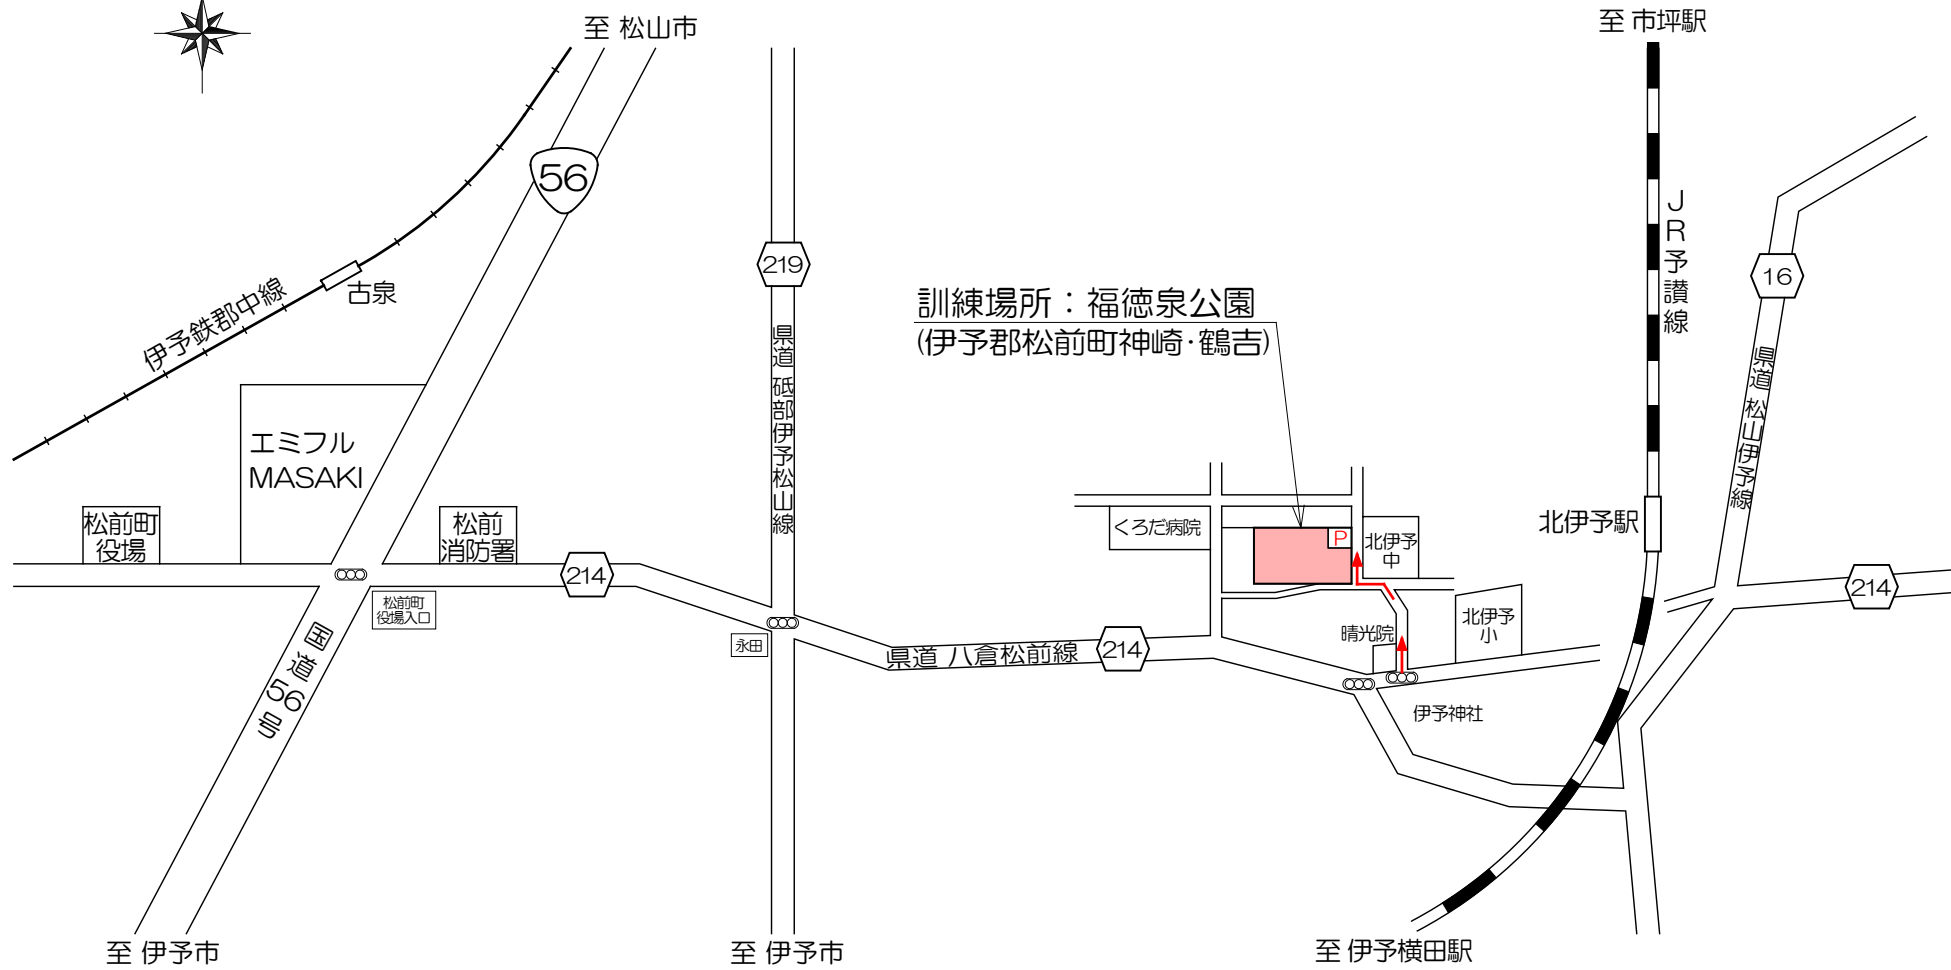 至 松山市
至 市坪駅
56
JR予讃線
219
16
古泉
伊予鉄郡中線
訓練場所：福徳泉公園
(伊予郡松前町神崎・鶴吉)
県道 砥部伊予松山線
県道 松山伊予線
エミフル
MASAKI
松前町
役場
松前
消防署
くろだ病院
P
北伊予
中
北伊予駅
214
214
松前町
役場入口
北伊予
小
晴光院
永田
県道 八倉松前線
214
国道56号
伊予神社
至 伊予市
至 伊予市
至 伊予横田駅